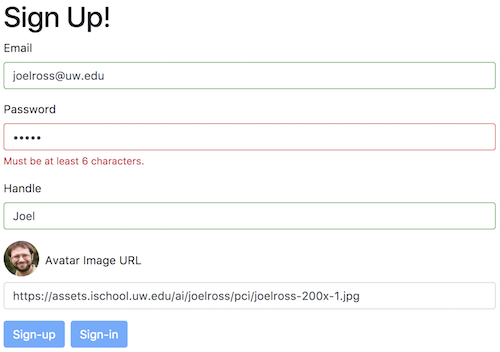 Sign Up!
Email
joelross@uw.edu
Password
•••••
Must be at least 6 characters.
Handle
Joel
Avatar Image URL
https://assets.ischool.uw.edu/ai/joelross/pci/joelross-200x-1.jpg
Sign-up Sign-in